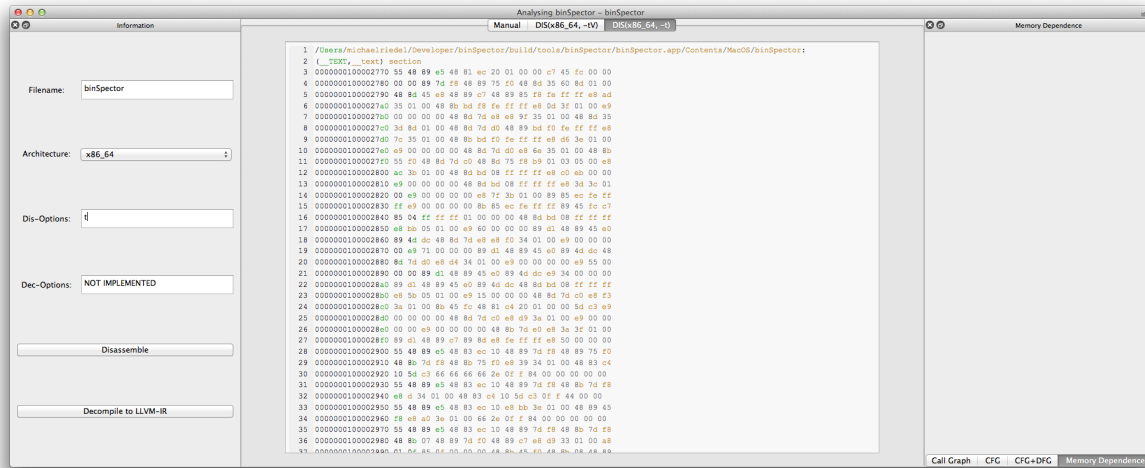 Analysing binSpector – binSpector
Information
Filename:
binSpector
Architecture:
x86_64
Dis-Options:
t
Dec-Options:
NOT IMPLEMENTED
Disassemble
Decompile to LLVM-IR
Manual DIS(x86_64, -tV) DIS(x86_64, -t)
1 /Users/michaelriedel/Developer/binSpector/build/tools/binSpector/binSpector.app/Contents/MacOS/binSpector:
2 (__TEXT,__text) section
3 0000000100002770 55 48 89 e5 48 81 ec 20 01 00 00 c7 45 fc 00 00
4 0000000100002780 00 00 89 7d f8 48 89 75 f0 48 8d 35 60 8d 01 00
5 0000000100002790 48 8d 45 e8 48 89 c7 48 89 85 f8 fe ff ff e8 ad
6 00000001000027a0 35 01 00 48 8b bd f8 fe ff ff e8 0d 3f 01 00 e9
7 00000001000027b0 00 00 00 00 48 8d 7d e8 e8 9f 35 01 00 48 8d 35
8 00000001000027c0 3d 8d 01 00 48 8d 7d d0 48 89 bd f0 fe ff ff e8
9 00000001000027d0 7c 35 01 00 48 8b bd f0 fe ff ff e8 d6 3e 01 00
10 00000001000027e0 e9 00 00 00 00 48 8d 7d d0 e8 6e 35 01 00 48 8b
11 00000001000027f0 55 f0 48 8d 7d c0 48 8d 75 f8 b9 01 03 05 00 e8
12 0000000100002800 ac 3b 01 00 48 8d bd 08 ff ff ff e8 c0 eb 00 00
13 0000000100002810 e9 00 00 00 00 48 8d bd 08 ff ff ff e8 3d 3c 01
14 0000000100002820 00 e9 00 00 00 00 e8 7f 3b 01 00 89 85 ec fe ff
15 0000000100002830 ff e9 00 00 00 00 8b 85 ec fe ff ff 89 45 fc c7
16 0000000100002840 85 04 ff ff ff 01 00 00 00 48 8d bd 08 ff ff ff
17 0000000100002850 e8 bb 05 01 00 e9 60 00 00 00 89 d1 48 89 45 e0
18 0000000100002860 89 4d dc 48 8d 7d e8 e8 f0 34 01 00 e9 00 00 00
19 0000000100002870 00 e9 71 00 00 00 89 d1 48 89 45 e0 89 4d dc 48
20 0000000100002880 8d 7d d0 e8 d4 34 01 00 e9 00 00 00 00 e9 55 00
21 0000000100002890 00 00 89 d1 48 89 45 e0 89 4d dc e9 34 00 00 00
22 00000001000028a0 89 d1 48 89 45 e0 89 4d dc 48 8d bd 08 ff ff ff
23 00000001000028b0 e8 5b 05 01 00 e9 15 00 00 00 48 8d 7d c0 e8 f3
24 00000001000028c0 3a 01 00 8b 45 fc 48 81 c4 20 01 00 00 5d c3 e9
25 00000001000028d0 00 00 00 00 48 8d 7d c0 e8 d9 3a 01 00 e9 00 00
26 00000001000028e0 00 00 e9 00 00 00 00 48 8b 7d e0 e8 3a 3f 01 00
27 00000001000028f0 89 d1 48 89 c7 89 8d e8 fe ff ff e8 50 00 00 00
28 0000000100002900 55 48 89 e5 48 83 ec 10 48 89 7d f8 48 89 75 f0
29 0000000100002910 48 8b 7d f8 48 8b 75 f0 e8 39 34 01 00 48 83 c4
30 0000000100002920 10 5d c3 66 66 66 66 2e 0f f 84 00 00 00 00 00
31 0000000100002930 55 48 89 e5 48 83 ec 10 48 89 7d f8 48 8b 7d f8
32 0000000100002940 e8 d 34 01 00 48 83 c4 10 5d c3 0f f 44 00 00
33 0000000100002950 55 48 89 e5 48 83 ec 10 e8 bb 3e 01 00 48 89 45
34 0000000100002960 f8 e8 a0 3e 01 00 66 2e 0f f 84 00 00 00 00 00
35 0000000100002970 55 48 89 e5 48 83 ec 10 48 89 7d f8 48 8b 7d f8
36 0000000100002980 48 8b 07 48 89 7d f0 48 89 c7 e8 d3 33 01 00 a8
37 0000000100002990 01 0f 85 0f 00 00 00 48 8b 45 f0 48 8b 08 48 89
Memory Dependence
Call Graph CFG CFG+DFG Memory Dependence